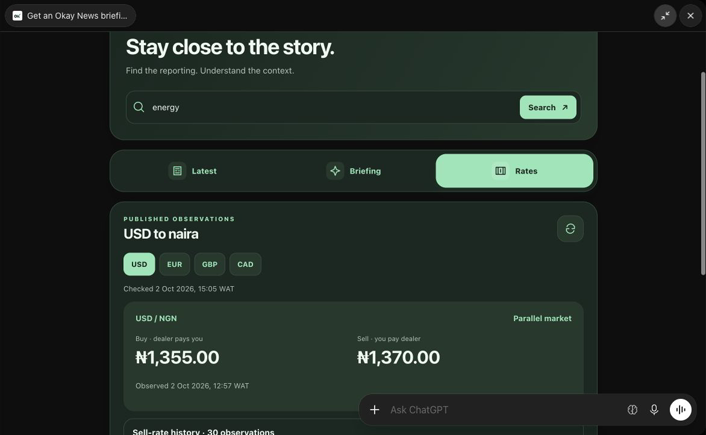 Get an Okay News briefi...
Stay close to the story.
Find the reporting. Understand the context.
energy
Search
Latest
Briefing
Rates
PUBLISHED OBSERVATIONS
USD to naira
USD
EUR
GBP
CAD
Checked 2 Oct 2026, 15:05 WAT
USD / NGN
Parallel market
Buy · dealer pays you
Sell · you pay dealer
₦1,355.00
₦1,370.00
Observed 2 Oct 2026, 12:57 WAT
Ask ChatGPT
Sell-rate history · 30 observations